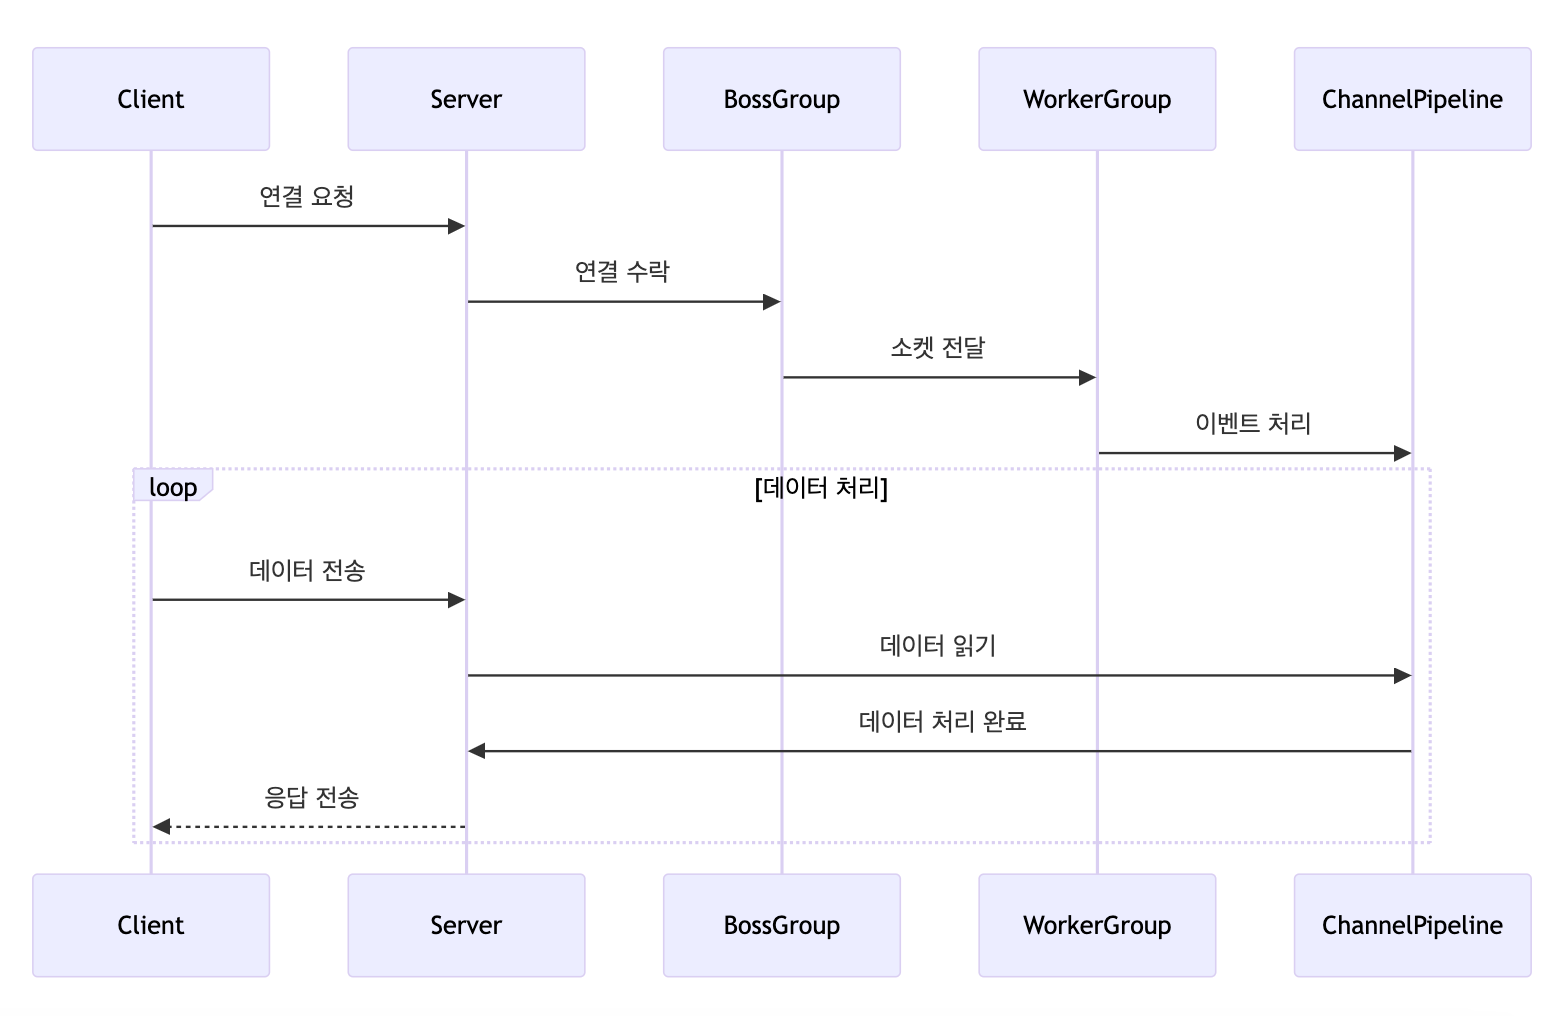 Client
Server
BossGroup
WorkerGroup
ChannelPipeline
연결 요청
연결 수락
소켓 전달
이벤트 처리
loop
[데이터 처리]
데이터 전송
데이터 읽기
데이터 처리 완료
응답 전송
Client
Server
BossGroup
WorkerGroup
ChannelPipeline